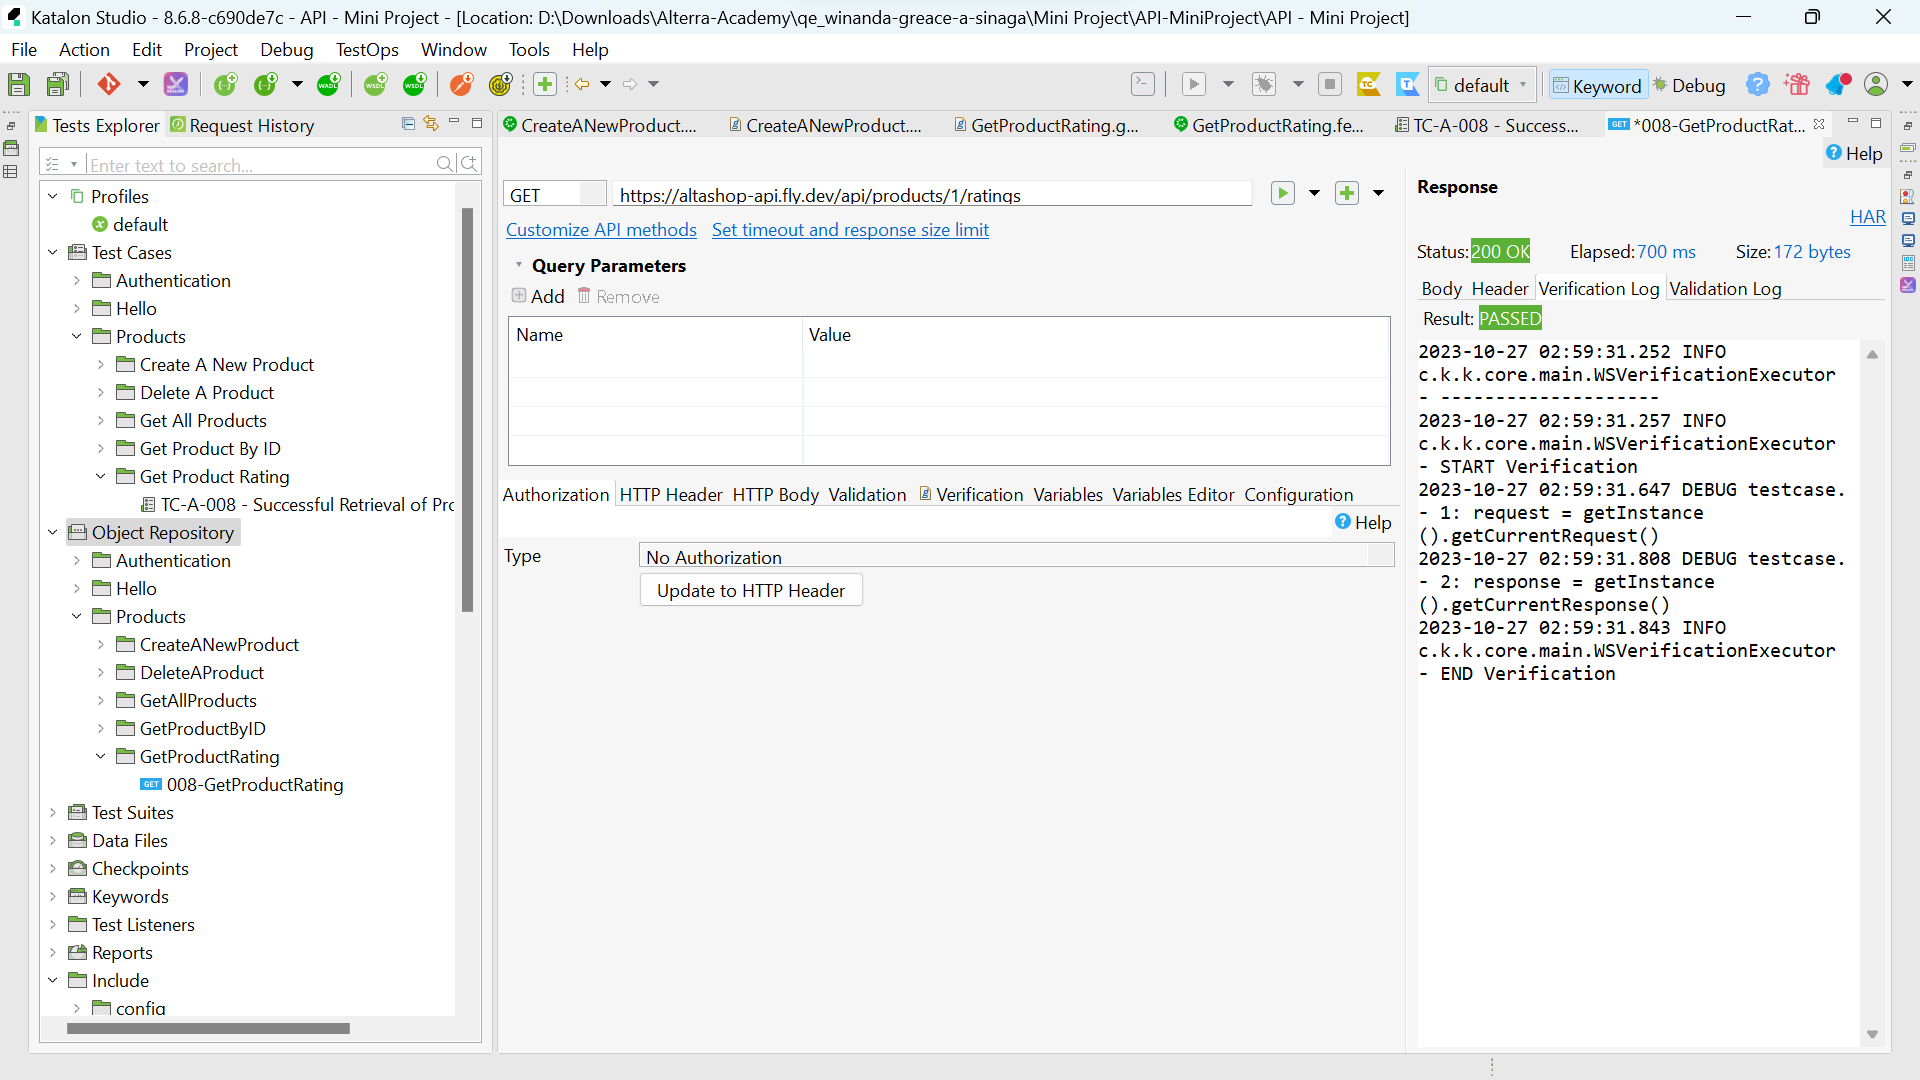 Katalon Studio - 8.6.8-c690de7c - API - Mini Project - [Location: D:\Downloads\Alterra-Academy\qe_winanda-greace-a-sinaga\Mini Project\API-MiniProject\API - Mini Project]
File Action Edit Project Debug TestOps Window Tools Help
default Keyword Debug
Tests Explorer Request History
CreateANewProduct.... CreateANewProduct.... GetProductRating.g... GetProductRating.fe... TC-A-008 - Success... GET *008-GetProductRat...
Help
Enter text to search...
Profiles
default
Test Cases
Authentication
Hello
Products
Create A New Product
Delete A Product
Get All Products
Get Product By ID
Get Product Rating
TC-A-008 - Successful Retrieval of Prc
Object Repository
Authentication
Hello
Products
CreateANewProduct
DeleteAProduct
GetAllProducts
GetProductByID
GetProductRating
GET 008-GetProductRating
Test Suites
Data Files
Checkpoints
Keywords
Test Listeners
Reports
Include
config
GET https://altashop-api.fly.dev/api/products/1/ratings
Customize API methods Set timeout and response size limit
Query Parameters
Add Remove
Name Value
Authorization HTTP Header HTTP Body Validation Verification Variables Variables Editor Configuration
Help
Type No Authorization
Update to HTTP Header
Response
HAR
Status: 200 OK Elapsed: 700 ms Size: 172 bytes
Body Header Verification Log Validation Log
Result: PASSED
2023-10-27 02:59:31.252 INFO
c.k.k.core.main.WSVerificationExecutor
- --------------------
2023-10-27 02:59:31.257 INFO
c.k.k.core.main.WSVerificationExecutor
- START Verification
2023-10-27 02:59:31.647 DEBUG testcase.
- 1: request = getInstance
().getCurrentRequest()
2023-10-27 02:59:31.808 DEBUG testcase.
- 2: response = getInstance
().getCurrentResponse()
2023-10-27 02:59:31.843 INFO
c.k.k.core.main.WSVerificationExecutor
- END Verification